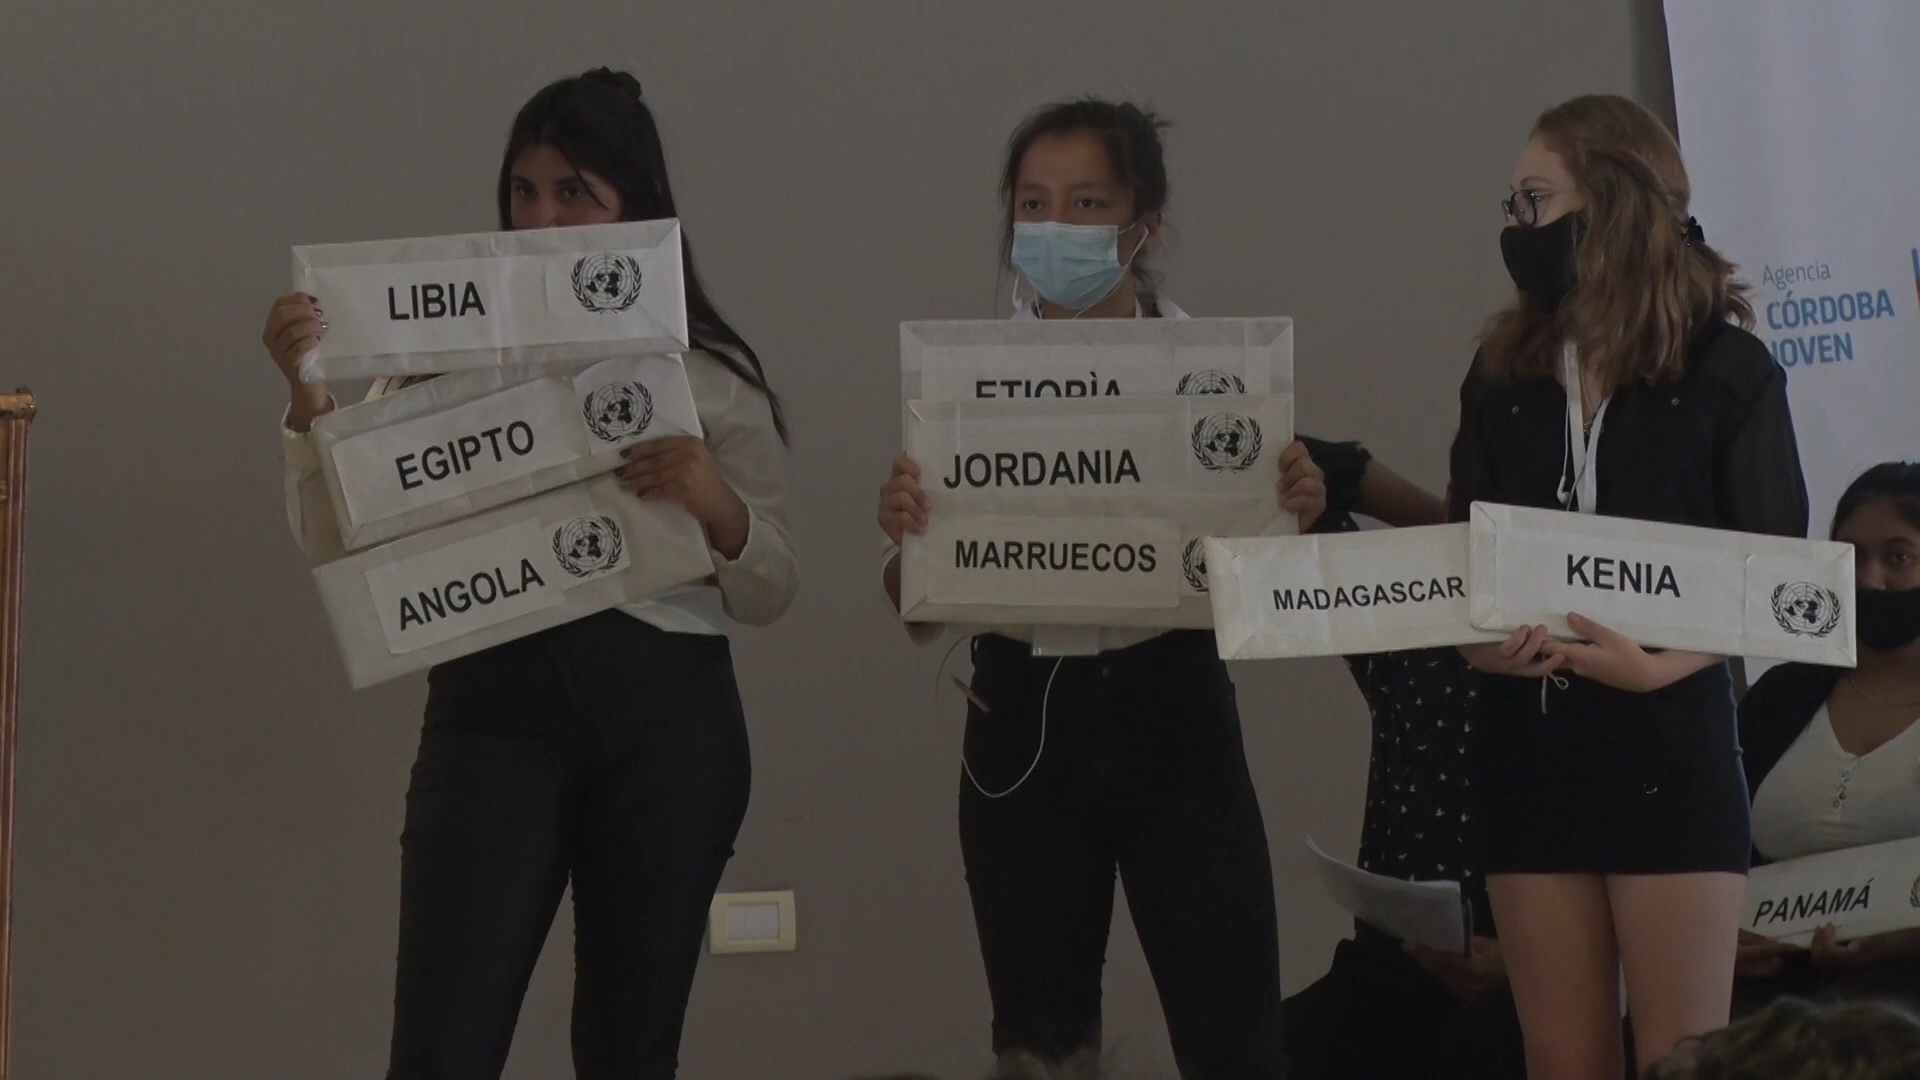 LIBIA
EGIPTO
ANGOLA
ETIOPÌA
JORDANIA
MARRUECOS
MADAGASCAR
KENIA
PANAMÁ
Agencia
CÓRDOBA
JOVEN